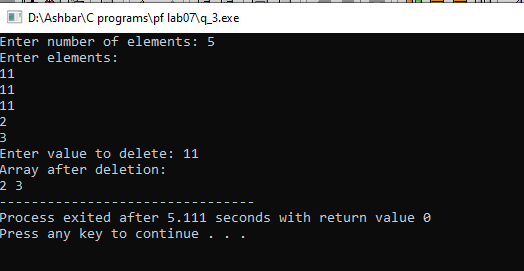 D:\Ashbar\C programs\pf lab07\q_3.exe
Enter number of elements: 5
Enter elements:
11
11
11
2
3
Enter value to delete: 11
Array after deletion:
2 3
--------------------------------
Process exited after 5.111 seconds with return value 0
Press any key to continue . . .